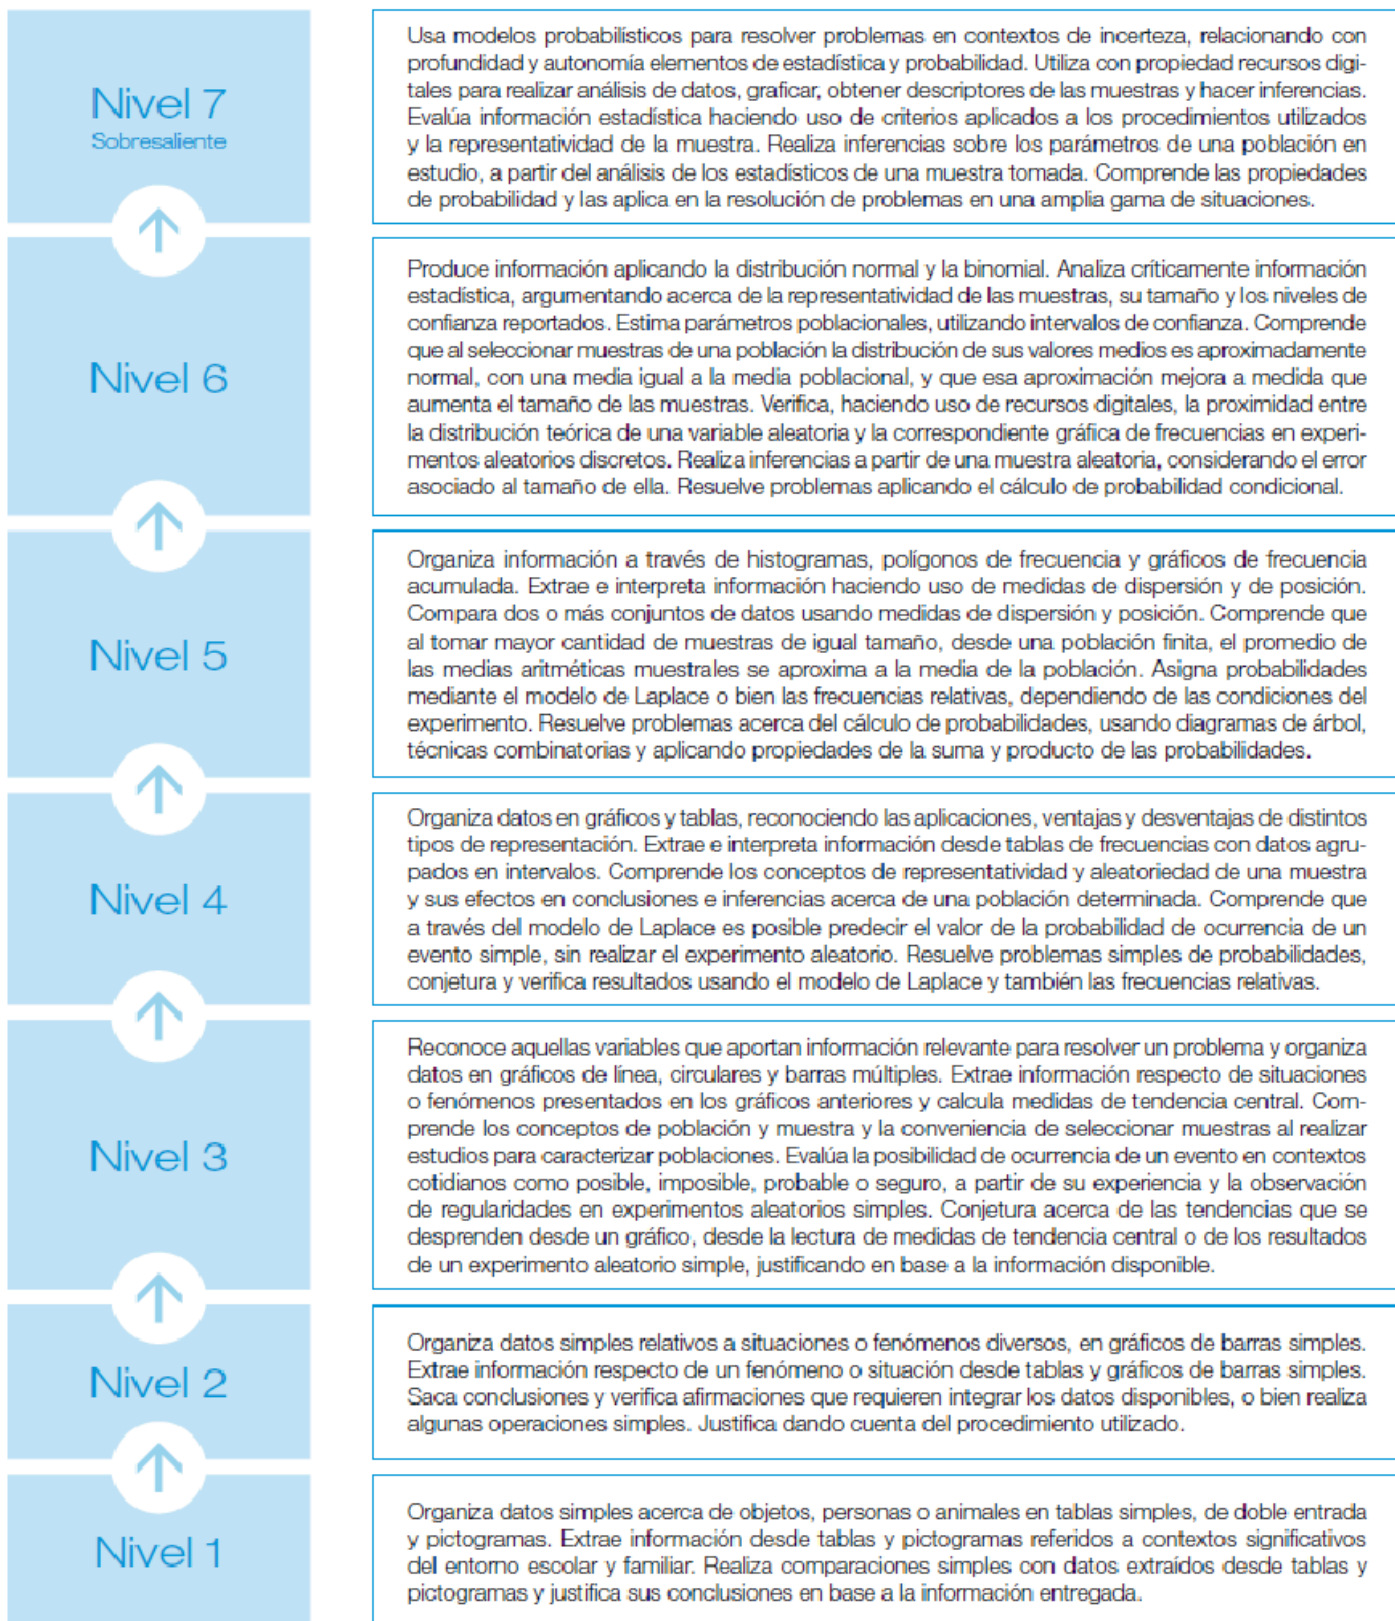 Nivel 7
Sobresaliente
Usa modelos probabilísticos para resolver problemas en contextos de incerteza, relacionando con
profundidad y autonomía elementos de estadística y probabilidad. Utiliza con propiedad recursos digi-
tales para realizar análisis de datos, graficar, obtener descriptores de las muestras y hacer inferencias.
Evalúa información estadística haciendo uso de criterios aplicados a los procedimientos utilizados
y la representatividad de la muestra. Realiza inferencias sobre los parámetros de una población en
estudio, a partir del análisis de los estadísticos de una muestra tomada. Comprende las propiedades
de probabilidad y las aplica en la resolución de problemas en una amplia gama de situaciones.
Nivel 6
Produce información aplicando la distribución normal y la binomial. Analiza críticamente información
estadística, argumentando acerca de la representatividad de las muestras, su tamaño y los niveles de
confianza reportados. Estima parámetros poblacionales, utilizando intervalos de confianza. Comprende
que al seleccionar muestras de una población la distribución de sus valores medios es aproximadamente
normal, con una media igual a la media poblacional, y que esa aproximación mejora a medida que
aumenta el tamaño de las muestras. Verifica, haciendo uso de recursos digitales, la proximidad entre
la distribución teórica de una variable aleatoria y la correspondiente gráfica de frecuencias en experi-
mentos aleatorios discretos. Realiza inferencias a partir de una muestra aleatoria, considerando el error
asociado al tamaño de ella. Resuelve problemas aplicando el cálculo de probabilidad condicional.
Nivel 5
Organiza información a través de histogramas, polígonos de frecuencia y gráficos de frecuencia
acumulada. Extrae e interpreta información haciendo uso de medidas de dispersión y de posición.
Compara dos o más conjuntos de datos usando medidas de dispersión y posición. Comprende que
al tomar mayor cantidad de muestras de igual tamaño, desde una población finita, el promedio de
las medias aritméticas muestrales se aproxima a la media de la población. Asigna probabilidades
mediante el modelo de Laplace o bien las frecuencias relativas, dependiendo de las condiciones del
experimento. Resuelve problemas acerca del cálculo de probabilidades, usando diagramas de árbol,
técnicas combinatorias y aplicando propiedades de la suma y producto de las probabilidades.
Nivel 4
Organiza datos en gráficos y tablas, reconociendo las aplicaciones, ventajas y desventajas de distintos
tipos de representación. Extrae e interpreta información desde tablas de frecuencias con datos agru-
pados en intervalos. Comprende los conceptos de representatividad y aleatoriedad de una muestra
y sus efectos en conclusiones e inferencias acerca de una población determinada. Comprende que
a través del modelo de Laplace es posible predecir el valor de la probabilidad de ocurrencia de un
evento simple, sin realizar el experimento aleatorio. Resuelve problemas simples de probabilidades,
conjetura y verifica resultados usando el modelo de Laplace y también las frecuencias relativas.
Nivel 3
Reconoce aquellas variables que aportan información relevante para resolver un problema y organiza
datos en gráficos de línea, circulares y barras múltiples. Extrae información respecto de situaciones
o fenómenos presentados en los gráficos anteriores y calcula medidas de tendencia central. Com-
prende los conceptos de población y muestra y la conveniencia de seleccionar muestras al realizar
estudios para caracterizar poblaciones. Evalúa la posibilidad de ocurrencia de un evento en contextos
cotidianos como posible, imposible, probable o seguro, a partir de su experiencia y la observación
de regularidades en experimentos aleatorios simples. Conjetura acerca de las tendencias que se
desprenden desde un gráfico, desde la lectura de medidas de tendencia central o de los resultados
de un experimento aleatorio simple, justificando en base a la información disponible.
Nivel 2
Organiza datos simples relativos a situaciones o fenómenos diversos, en gráficos de barras simples.
Extrae información respecto de un fenómeno o situación desde tablas y gráficos de barras simples.
Saca conclusiones y verifica afirmaciones que requieren integrar los datos disponibles, o bien realiza
algunas operaciones simples. Justifica dando cuenta del procedimiento utilizado.
Nivel 1
Organiza datos simples acerca de objetos, personas o animales en tablas simples, de doble entrada
y pictogramas. Extrae información desde tablas y pictogramas referidos a contextos significativos
del entorno escolar y familiar. Realiza comparaciones simples con datos extraídos desde tablas y
pictogramas y justifica sus conclusiones en base a la información entregada.